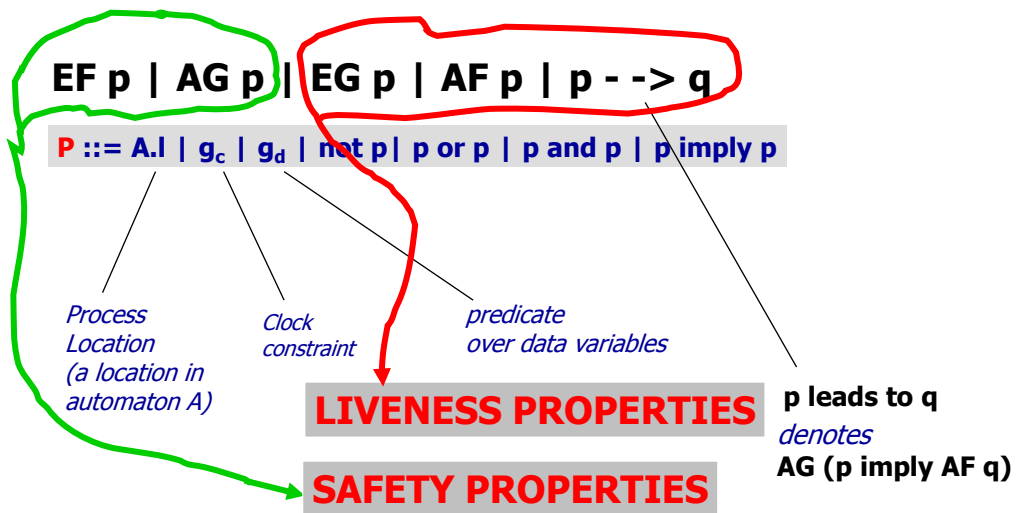 EF p | AG p | EG p | AF p | p - -> q
P ::= A.l | gc | gd | not p| p or p | p and p | p imply p
Process
Location
(a location in
automaton A)
Clock
constraint
predicate
over data variables
LIVENESS PROPERTIES
p leads to q
denotes
AG (p imply AF q)
SAFETY PROPERTIES